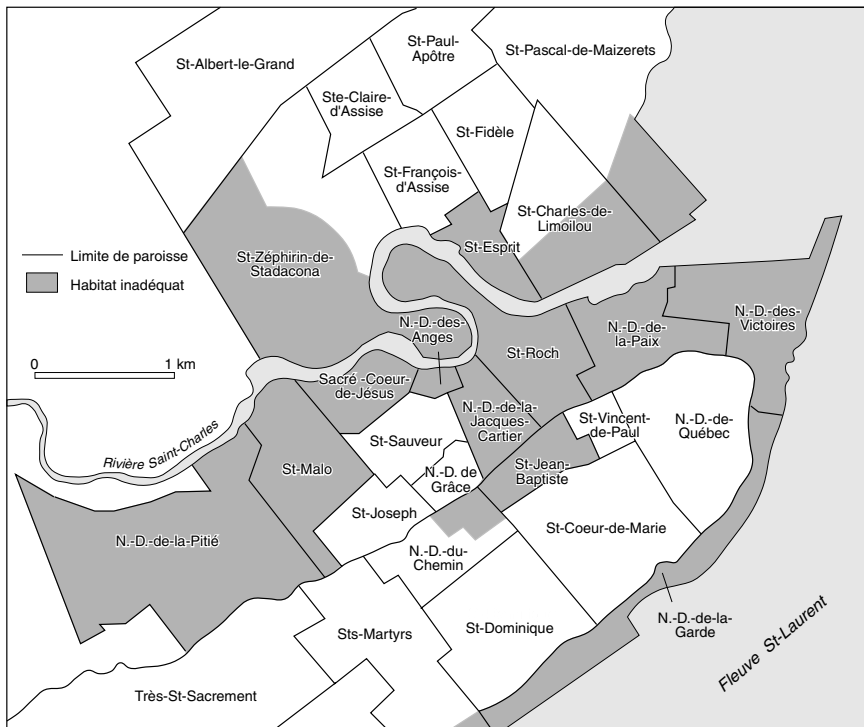 St-Albert-le-Grand
St-Paul-
Apôtre
St-Pascal-de-Maizerets
Ste-Claire-
d'Assise
St-Fidèle
St-François-
d'Assise
St-Charles-de-
Limoilou
St-Esprit
St-Zéphirin-de-
Stadacona
Limite de paroisse
Habitat inadéquat
0
1 km
N.-D.-des-
Anges
N.-D.-de-
la-Paix
N.-D.-des-
Victoires
St-Roch
Sacré -Coeur-
de-Jésus
N.-D.-de-la-
Jacques-
Cartier
St-Vincent-
de-Paul
N.-D.-de-
Québec
St-Sauveur
Rivière Saint-Charles
St-Malo
N.-D. de
Grâce
St-Jean-
Baptiste
St-Joseph
St-Coeur-de-Marie
N.-D.-de-la-Pitié
N.-D.-du-
Chemin
N.-D.-de-la-
Garde
Sts-Martyrs
St-Dominique
Fleuve St-Laurent
Très-St-Sacrement